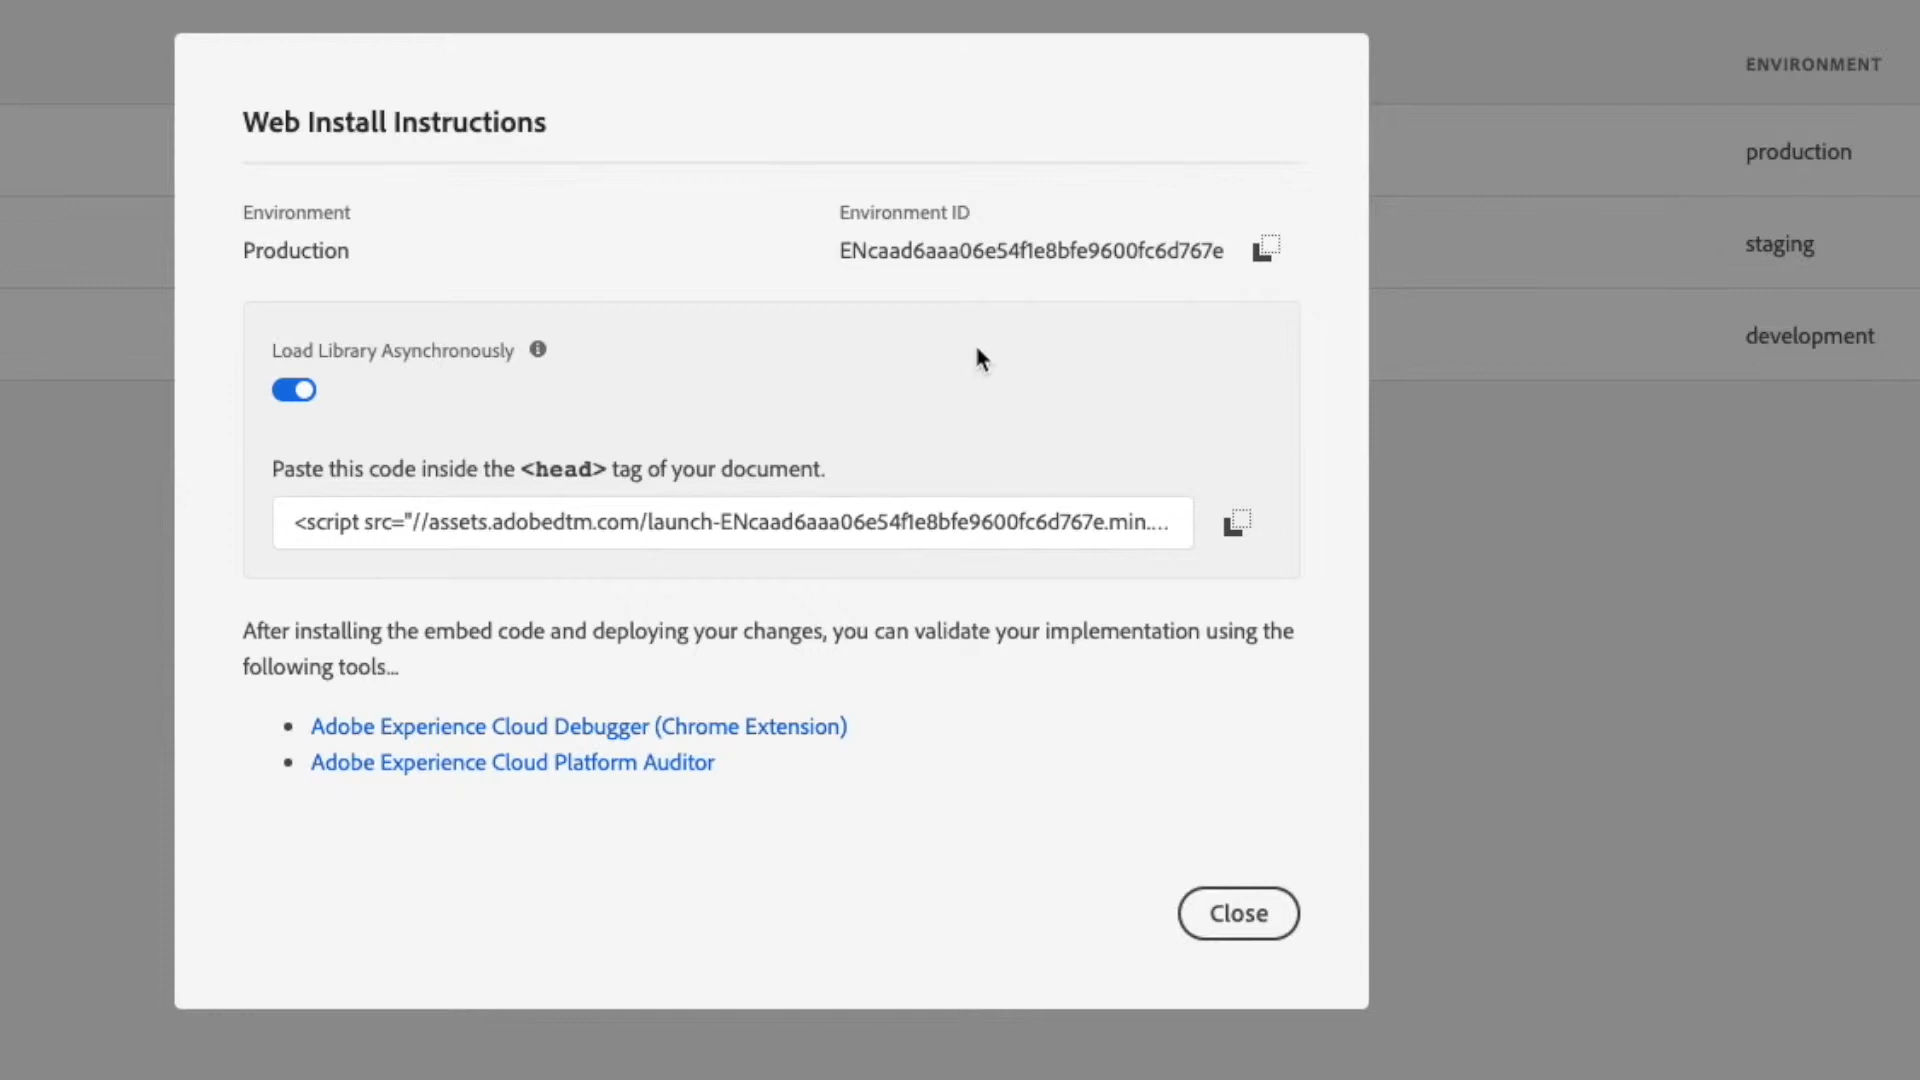 ENVIRONMENT
Web Install Instructions
production
Environment
Environment ID
Production
ENcaad6aaa06e54f1e8bfe9600fc6d767e
staging
Load Library Asynchronously
development
Paste this code inside the <head> tag of your document.
<script src="//assets.adobedtm.com/launch-ENcaad6aaa06e54f1e8bfe9600fc6d767e.min....
After installing the embed code and deploying your changes, you can validate your implementation using the
following tools...
Adobe Experience Cloud Debugger (Chrome Extension)
Adobe Experience Cloud Platform Auditor
Close